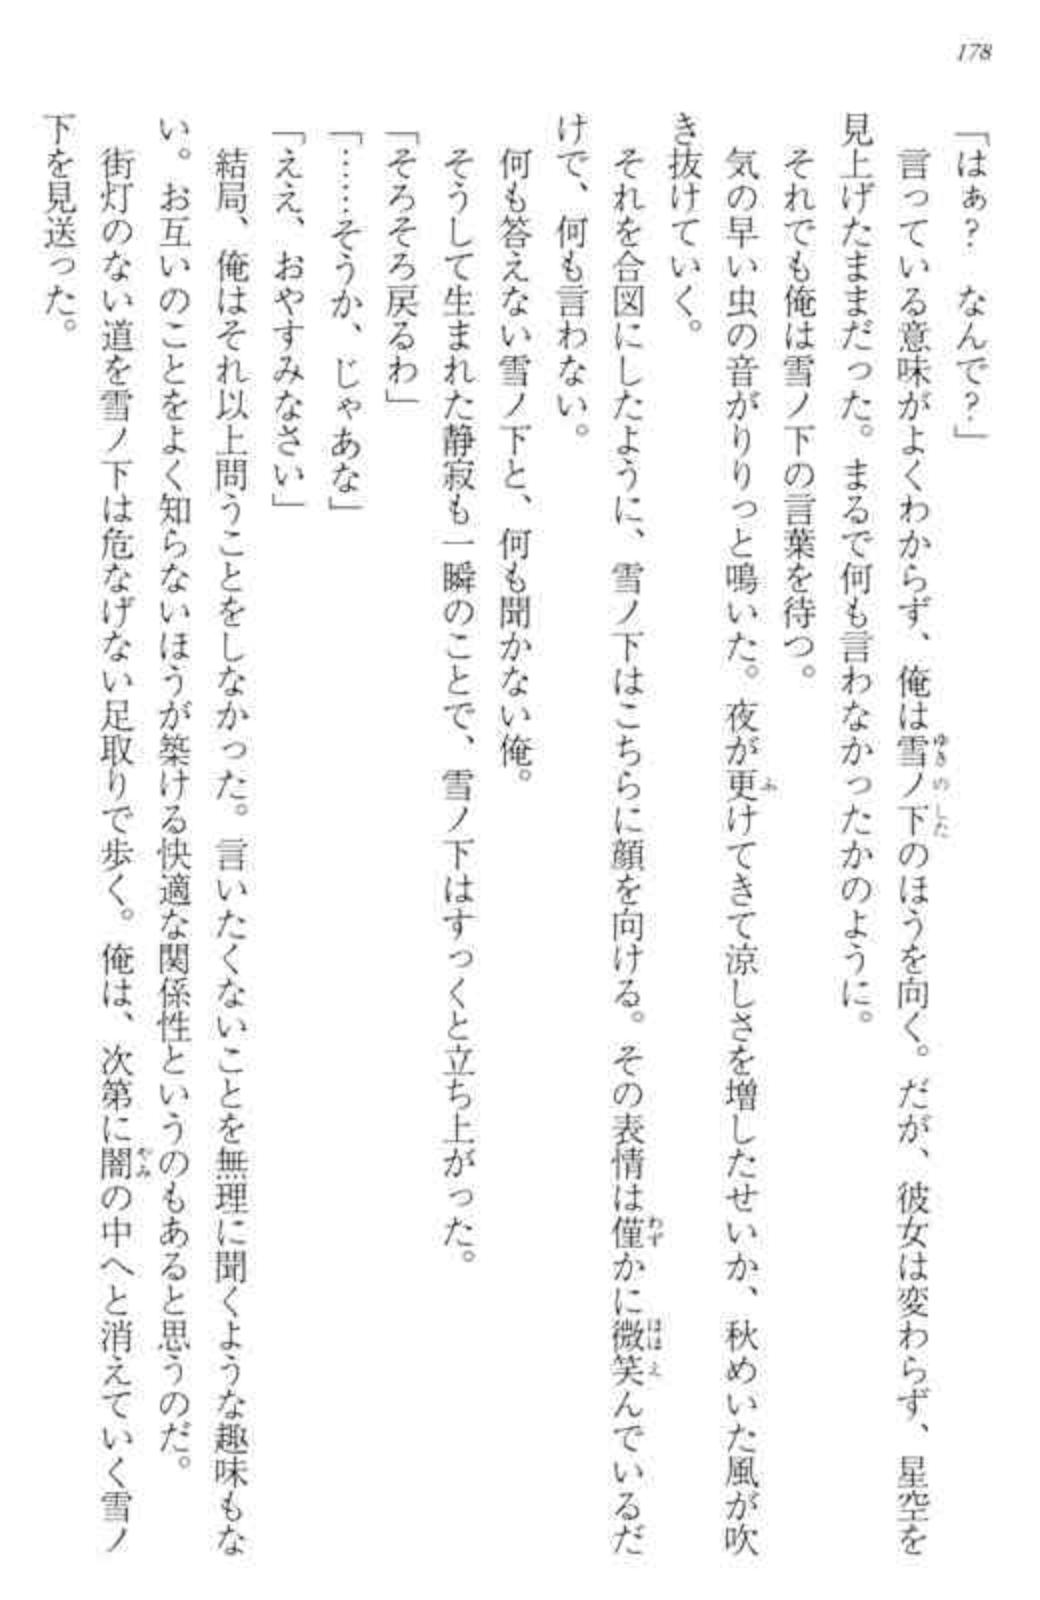 178
「はぁ？　なんで？」
　言っている意味がよくわからず、俺は雪ノ下のほうを向く。だが、彼女は変わらず、星空を
見上げたままだった。まるで何も言わなかったかのように。
　それでも俺は雪ノ下の言葉を待つ。
　気の早い虫の音がりりっと鳴いた。夜が更けてきて涼しさを増したせいか、秋めいた風が吹
き抜けていく。
　それを合図にしたように、雪ノ下はこちらに顔を向ける。その表情は僅かに微笑んでいるだ
けで、何も言わない。
　何も答えない雪ノ下と、何も聞かない俺。
　そうして生まれた静寂も一瞬のことで、雪ノ下はすっくと立ち上がった。
「そろそろ戻るわ」
「……そうか、じゃあな」
「ええ、おやすみなさい」
　結局、俺はそれ以上問うことをしなかった。言いたくないことを無理に聞くような趣味もな
い。お互いのことをよく知らないほうが築ける快適な関係性というのもあると思うのだ。
　街灯のない道を雪ノ下は危なげない足取りで歩く。俺は、次第に闇の中へと消えていく雪ノ
下を見送った。